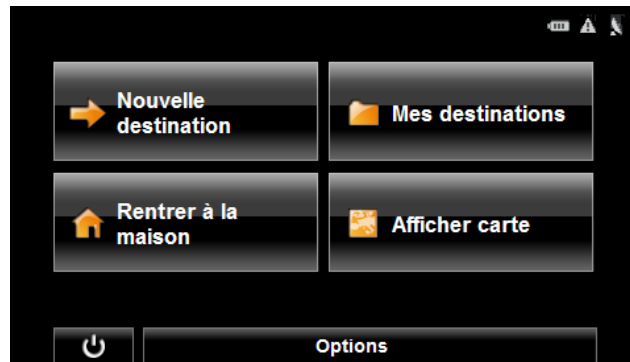 Nouvelle
destination
Mes destinations
Rentrer à la
maison
Afficher carte
Options